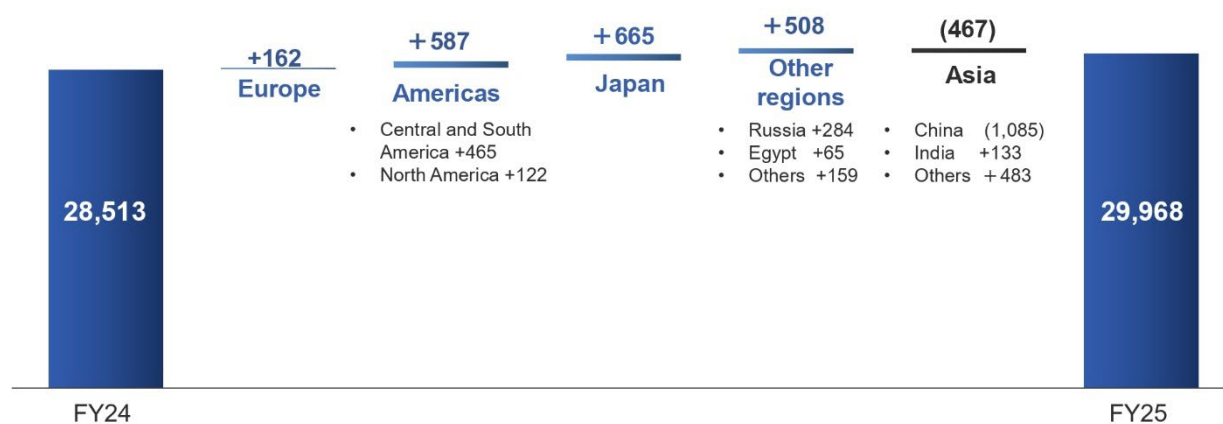 28,513
FY24
+162
Europe
+587
Americas
• Central and South
America +465
• North America +122
+665
Japan
+508
Other
regions
• Russia +284
• Egypt +65
• Others +159
(467)
Asia
• China (1,085)
• India +133
• Others +483
29,968
FY25